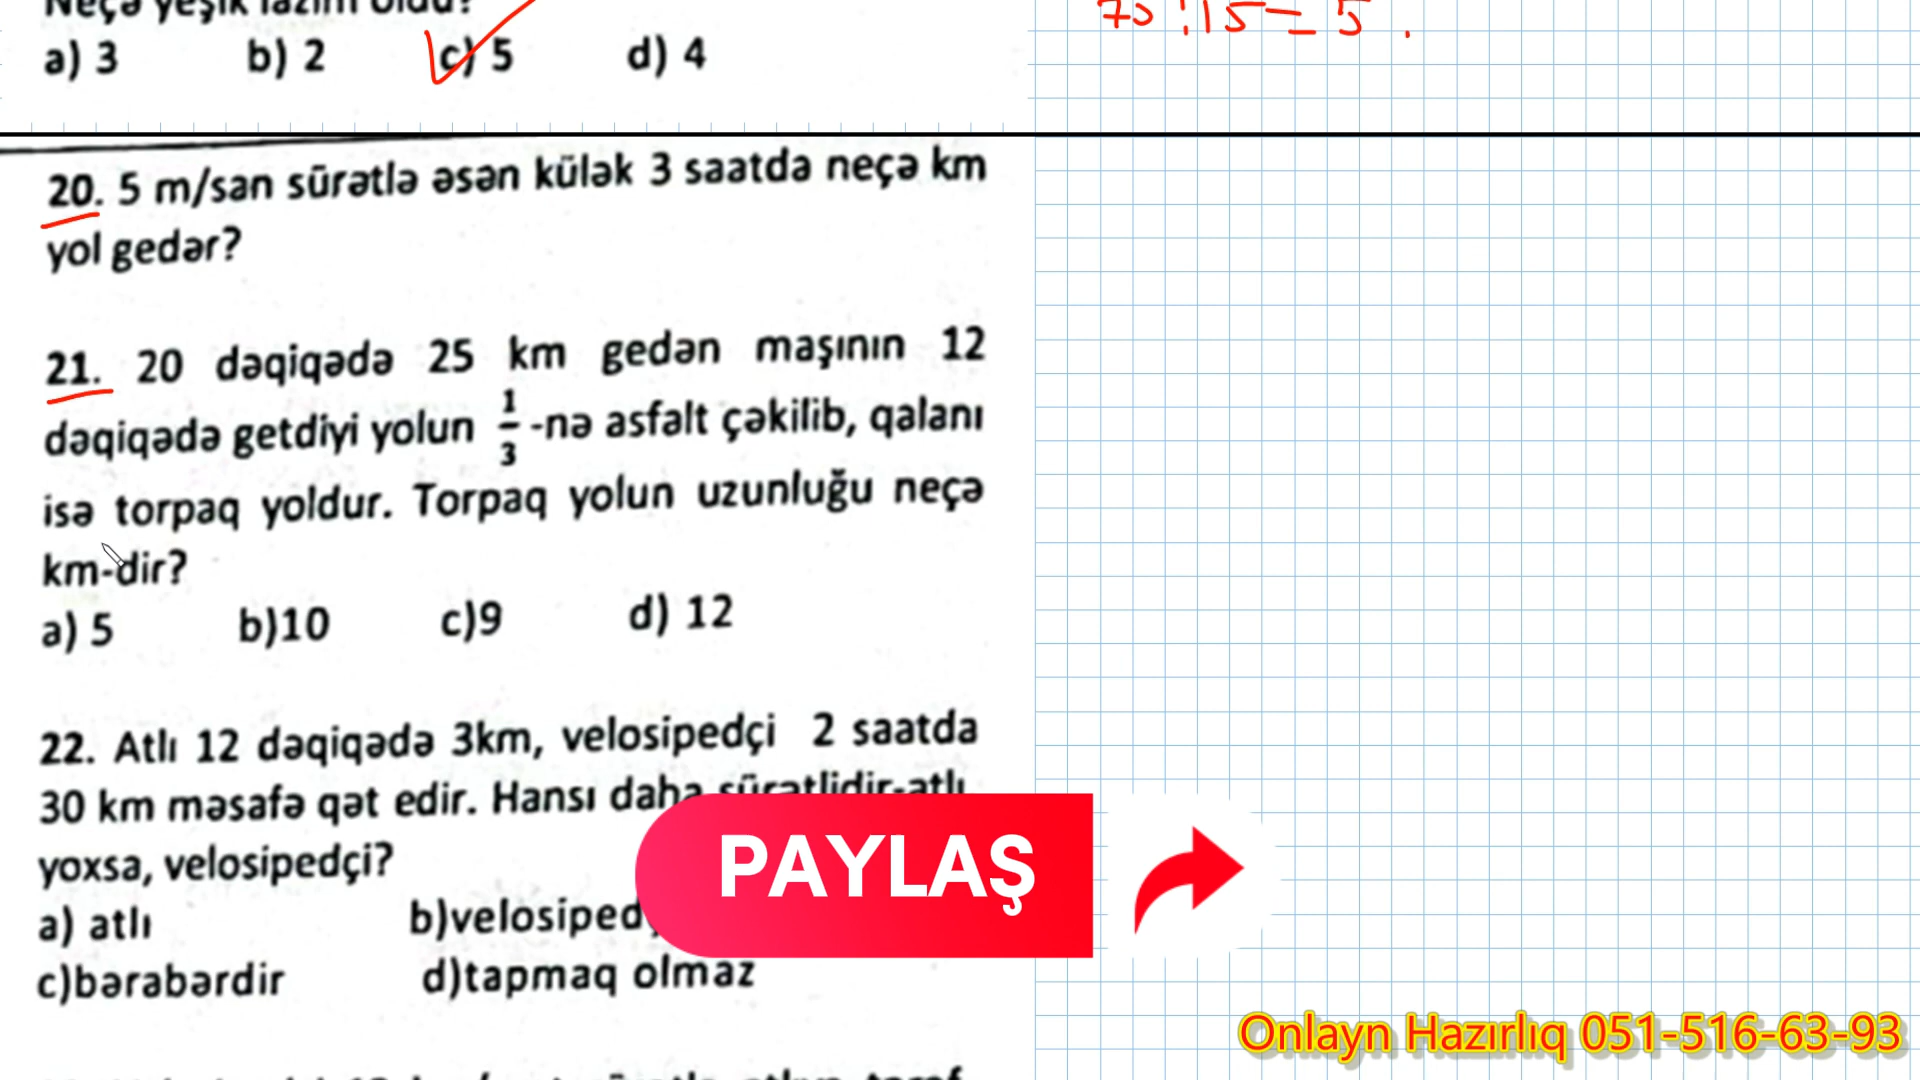 a) 3 b) 2 c) 5 d) 4
75 : 15 = 5 .
20. 5 m/san sürətlə əsən külək 3 saatda neçə km
yol gedər?
21. 20 dəqiqədə 25 km gedən maşının 12
dəqiqədə getdiyi yolun 1/3 -nə asfalt çəkilib, qalanı
isə torpaq yoldur. Torpaq yolun uzunluğu neçə
km-dir?
a) 5 b)10 c)9 d) 12
22. Atlı 12 dəqiqədə 3km, velosipedçi 2 saatda
30 km məsafə qət edir. Hansı daha sürətlidir-atlı
yoxsa, velosipedçi?
a) atlı b)velosiped
c)bərabərdir d)tapmaq olmaz
PAYLAŞ
Onlayn Hazırlıq 051-516-63-93